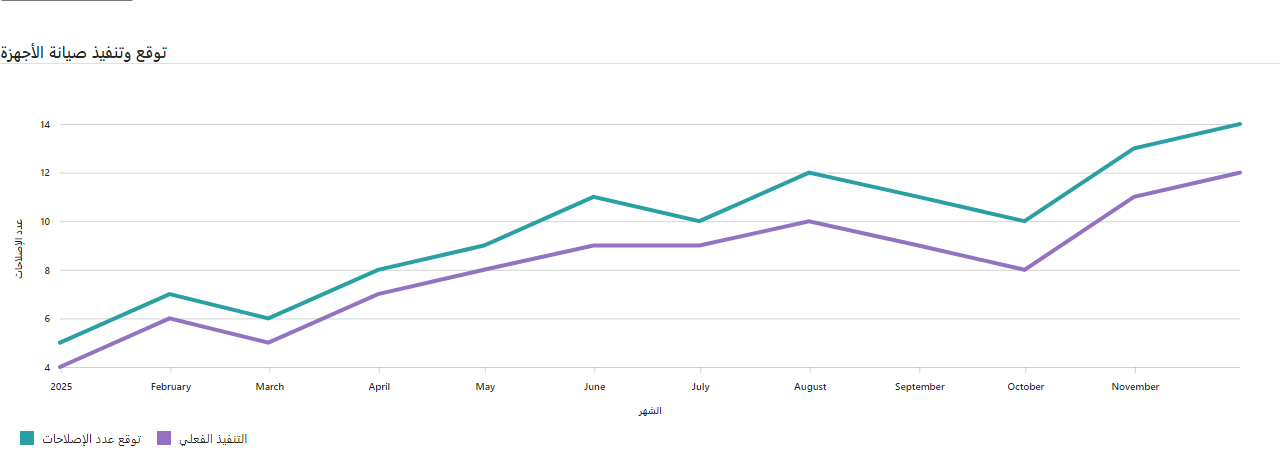 توقع وتنفيذ صيانة الأجهزة
14
12
10
8
6
4
عدد الإصلاحات
2025 February March April May June July August September October November
الشهر
توقع عدد الإصلاحات التنفيذ الفعلي